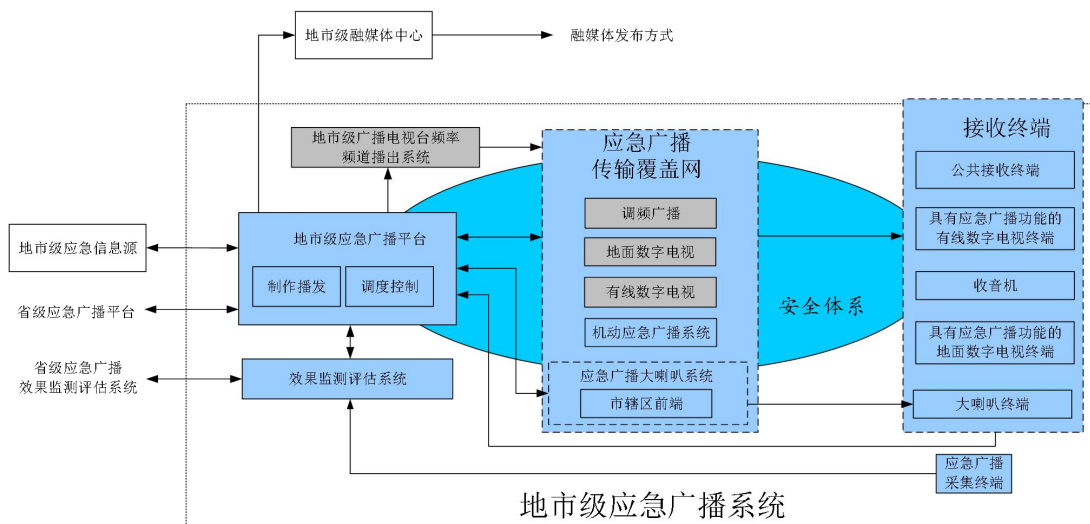 地市级融媒体中心
融媒体发布方式
地市级广播电视台频率
频道播出系统
应急广播
传输覆盖网
接收终端
公共接收终端
调频广播
具有应急广播功能的
有线数字电视终端
地市级应急信息源
地市级应急广播平台
地面数字电视
制作播发
调度控制
有线数字电视
收音机
安全体系
省级应急广播平台
机动应急广播系统
具有应急广播功能的
地面数字电视终端
省级应急广播
效果监测评估系统
效果监测评估系统
应急广播大喇叭系统
市辖区前端
大喇叭终端
应急广播
采集终端
地市级应急广播系统